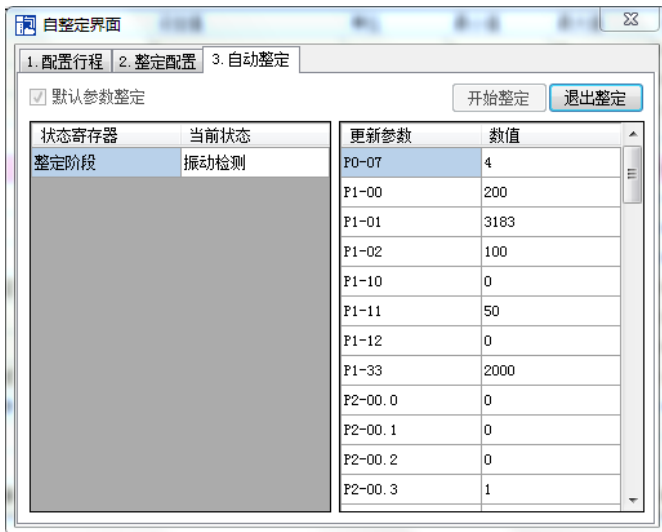 自整定界面
1.配置行程 2.整定配置 3.自动整定
默认参数整定 开始整定 退出整定
状态寄存器 当前状态 更新参数 数值
整定阶段 振动检测 P0-07 4
P1-00 200
P1-01 3183
P1-02 100
P1-10 0
P1-11 50
P1-12 0
P1-33 2000
P2-00.0 0
P2-00.1 0
P2-00.2 0
P2-00.3 1